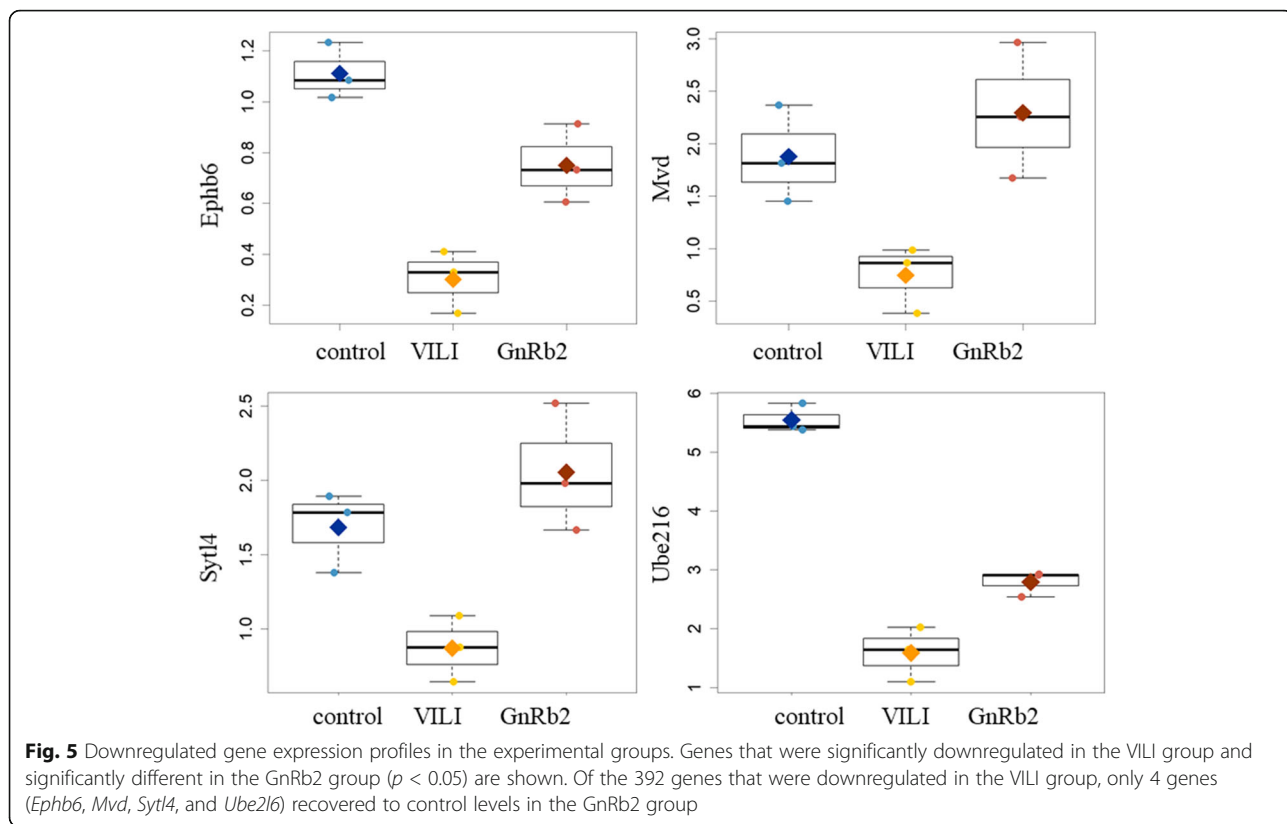 Ephb6
1.2
1.0
0.8
0.6
0.4
0.2
control VILI GnRb2
Mvd
3.0
2.5
2.0
1.5
1.0
0.5
control VILI GnRb2
Sytl4
2.5
2.0
1.5
1.0
control VILI GnRb2
Ube216
6
5
4
3
2
1
control VILI GnRb2
Fig. 5 Downregulated gene expression profiles in the experimental groups. Genes that were significantly downregulated in the VILI group and
significantly different in the GnRb2 group (p < 0.05) are shown. Of the 392 genes that were downregulated in the VILI group, only 4 genes
(Ephb6, Mvd, Sytl4, and Ube2l6) recovered to control levels in the GnRb2 group